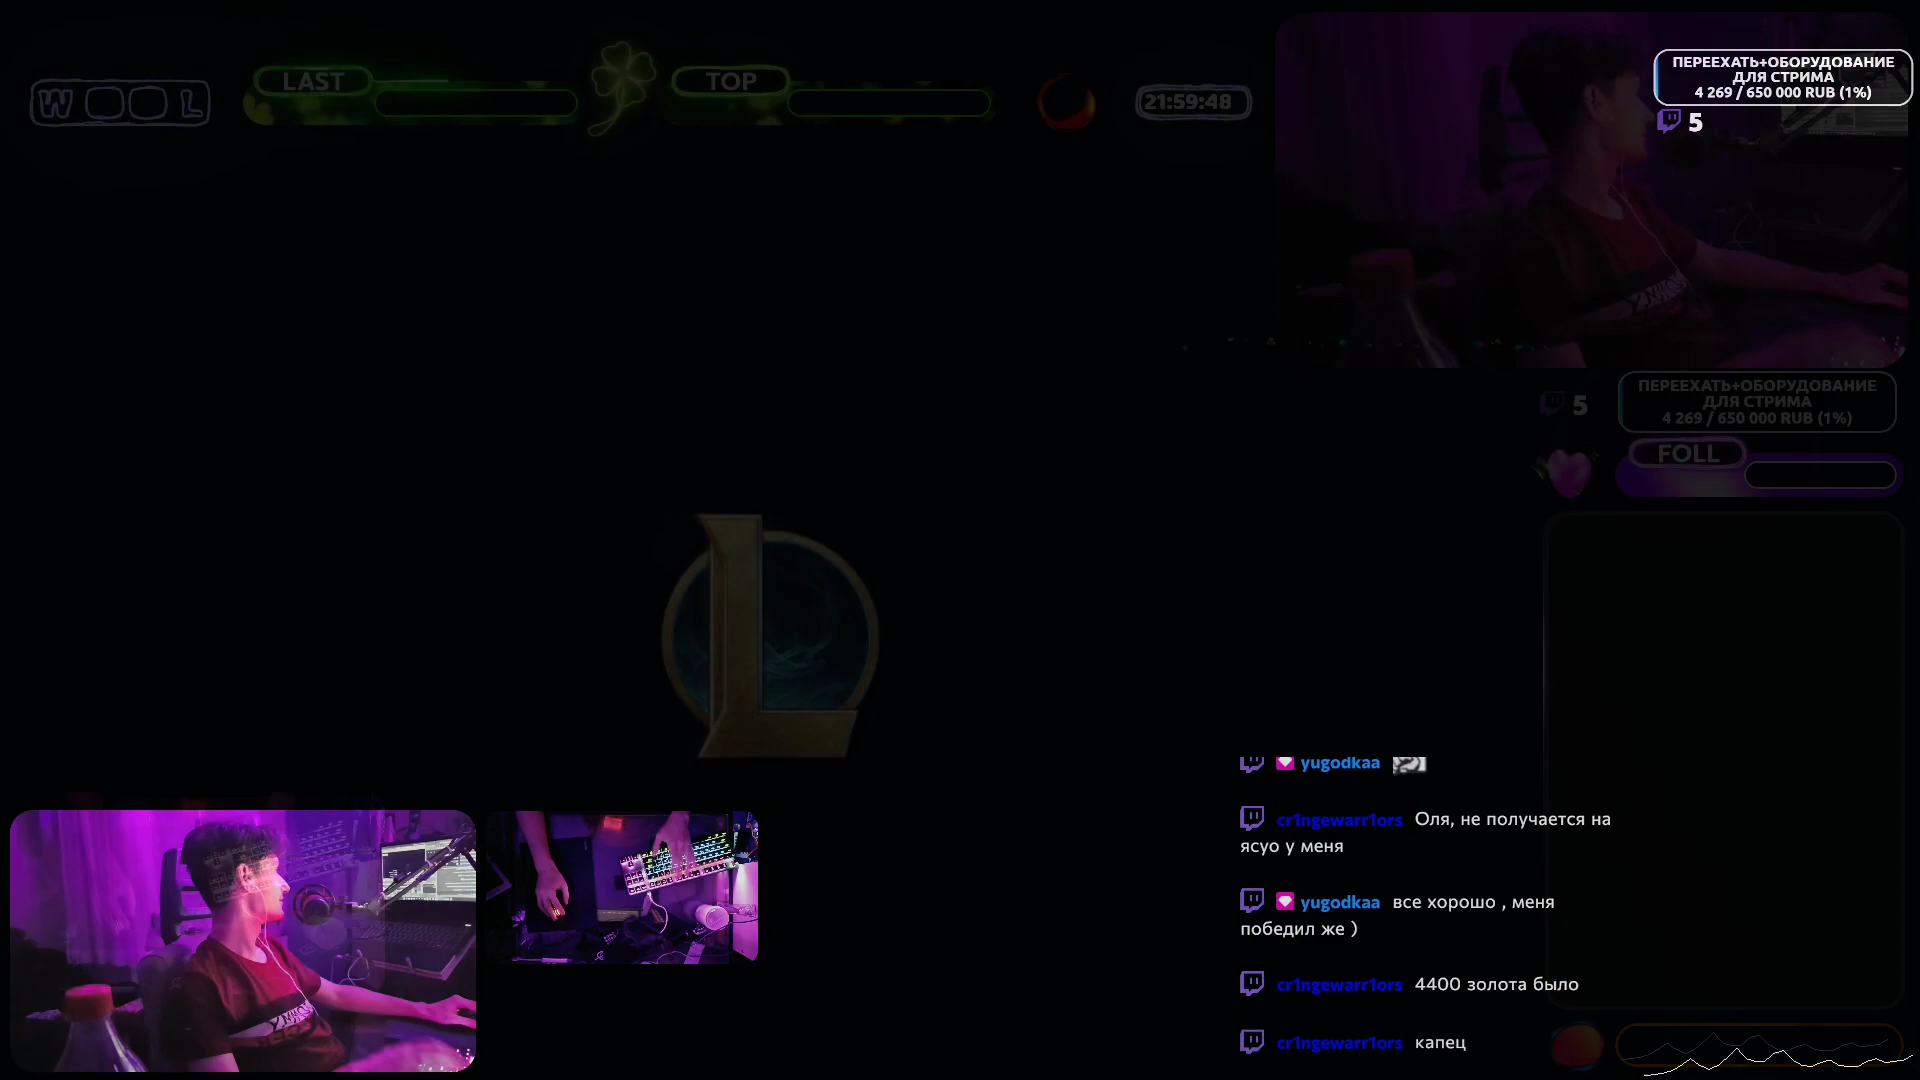 WOOL
LAST
TOP
21:59:48
ПЕРЕЕХАТЬ+ОБОРУДОВАНИЕ
ДЛЯ СТРИМА
4 269 / 650 000 RUB (1%)
5
5
ПЕРЕЕХАТЬ+ОБОРУДОВАНИЕ
ДЛЯ СТРИМА
4 269 / 650 000 RUB (1%)
FOLL
yugodkaa
cr1ngewarr1ors Оля, не получается на
ясуо у меня
yugodkaa все хорошо , меня
победил же )
cr1ngewarr1ors 4400 золота было
cr1ngewarr1ors капец